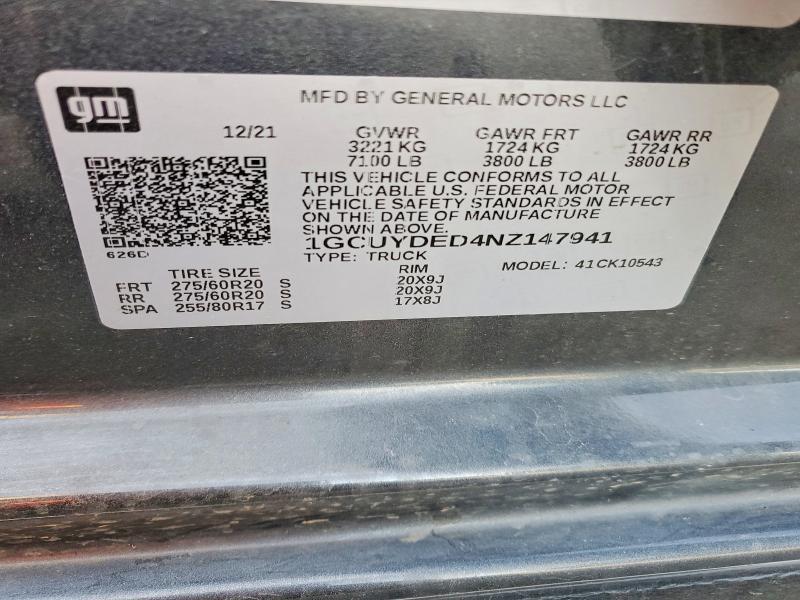 gm
MFD BY GENERAL MOTORS LLC
12/21 GVWR GAWR FRT GAWR RR
3221 KG 1724 KG 1724 KG
7100 LB 3800 LB 3800 LB
THIS VEHICLE CONFORMS TO ALL
APPLICABLE U.S. FEDERAL MOTOR
VEHICLE SAFETY STANDARDS IN EFFECT
ON THE DATE OF MANUFACTURE
SHOWN ABOVE.
626D
1GCUYDED4NZ147941
TYPE: TRUCK MODEL: 41CK10543
TIRE SIZE RIM
FRT 275/60R20 S 20X9J
RR 275/60R20 S 20X9J
SPA 255/80R17 S 17X8J